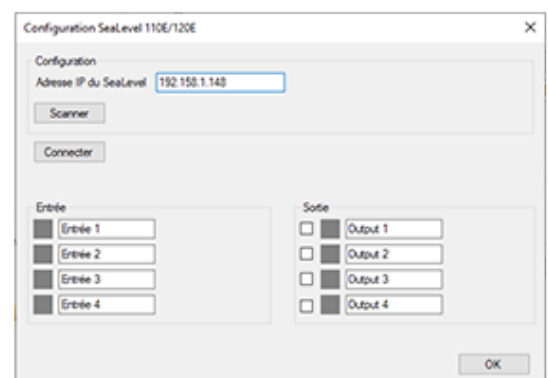 Configuration SeaLevel 110E/120E
Configuration
Adresse IP du SeaLevel 192.158.1.148
Scanner
Connecter
Entrée
Entrée 1
Entrée 2
Entrée 3
Entrée 4
Sortie
Output 1
Output 2
Output 3
Output 4
OK